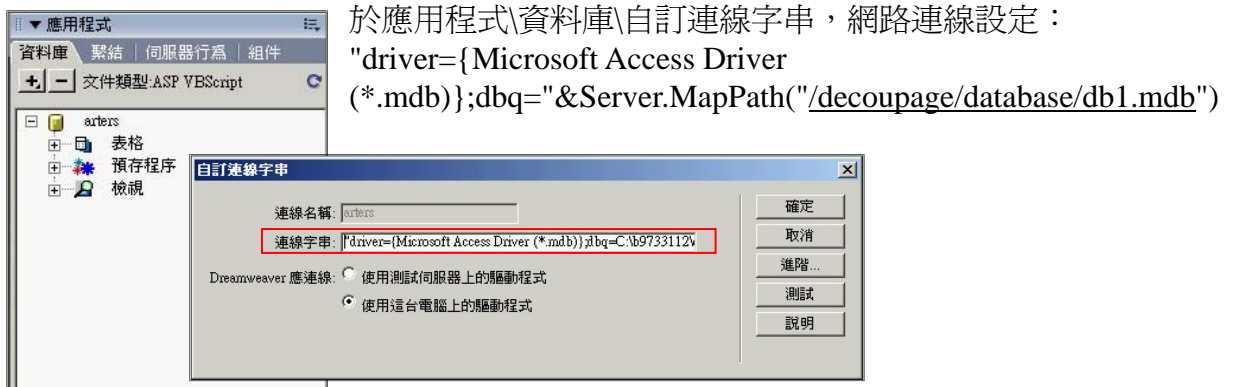 應用程式
資料庫 繫結 伺服器行為 組件
文件類型:ASP VBScript
arters
表格
預存程序
檢視
於應用程式\資料庫\自訂連線字串，網路連線設定：
"driver={Microsoft Access Driver
(*.mdb)};dbq="&Server.MapPath("/decoupage/database/db1.mdb")
自訂連線字串
連線名稱: arters
連線字串: "driver={Microsoft Access Driver (*.mdb)};dbq=C:\b9733112\
Dreamweaver 應連線: 使用測試伺服器上的驅動程式
使用這台電腦上的驅動程式
確定
取消
進階...
測試
說明